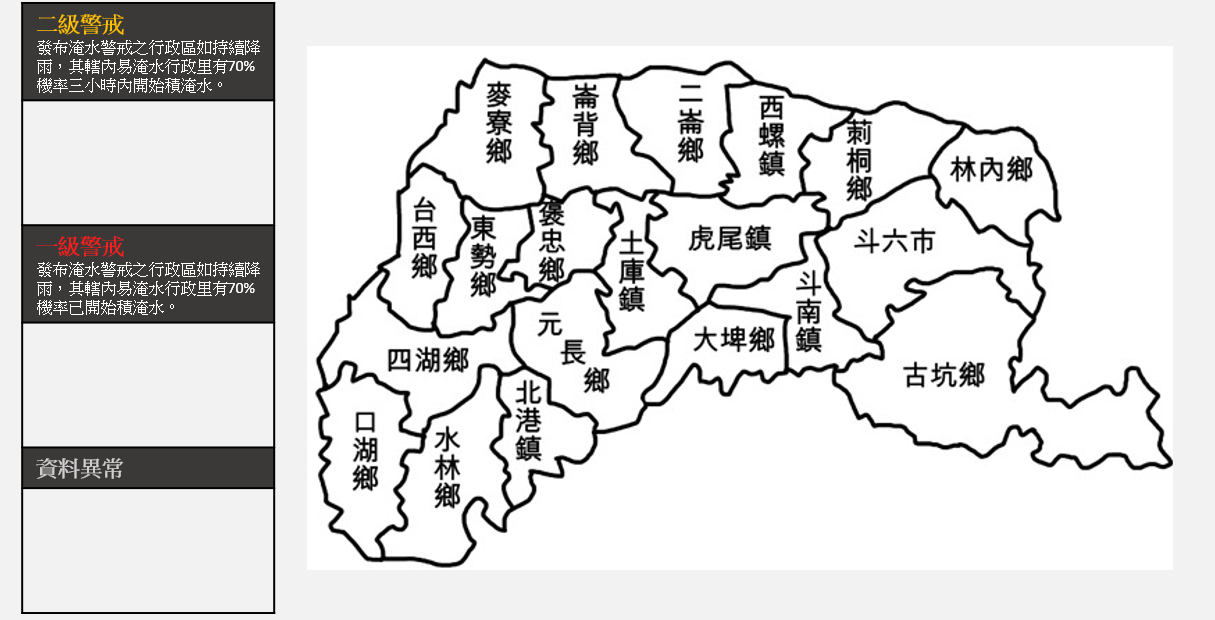 二級警戒
發布淹水警戒之行政區如持續降
雨，其轄內易淹水行政里有70%
機率三小時內開始積淹水。
一級警戒
發布淹水警戒之行政區如持續降
雨，其轄內易淹水行政里有70%
機率已開始積淹水。
資料異常
麥寮鄉
崙背鄉
二崙鄉
西螺鎮
莿桐鄉
林內鄉
台西鄉
東勢鄉
褒忠鄉
土庫鎮
虎尾鎮
斗六市
斗南鎮
大埤鄉
古坑鄉
元長鄉
四湖鄉
北港鎮
口湖鄉
水林鄉